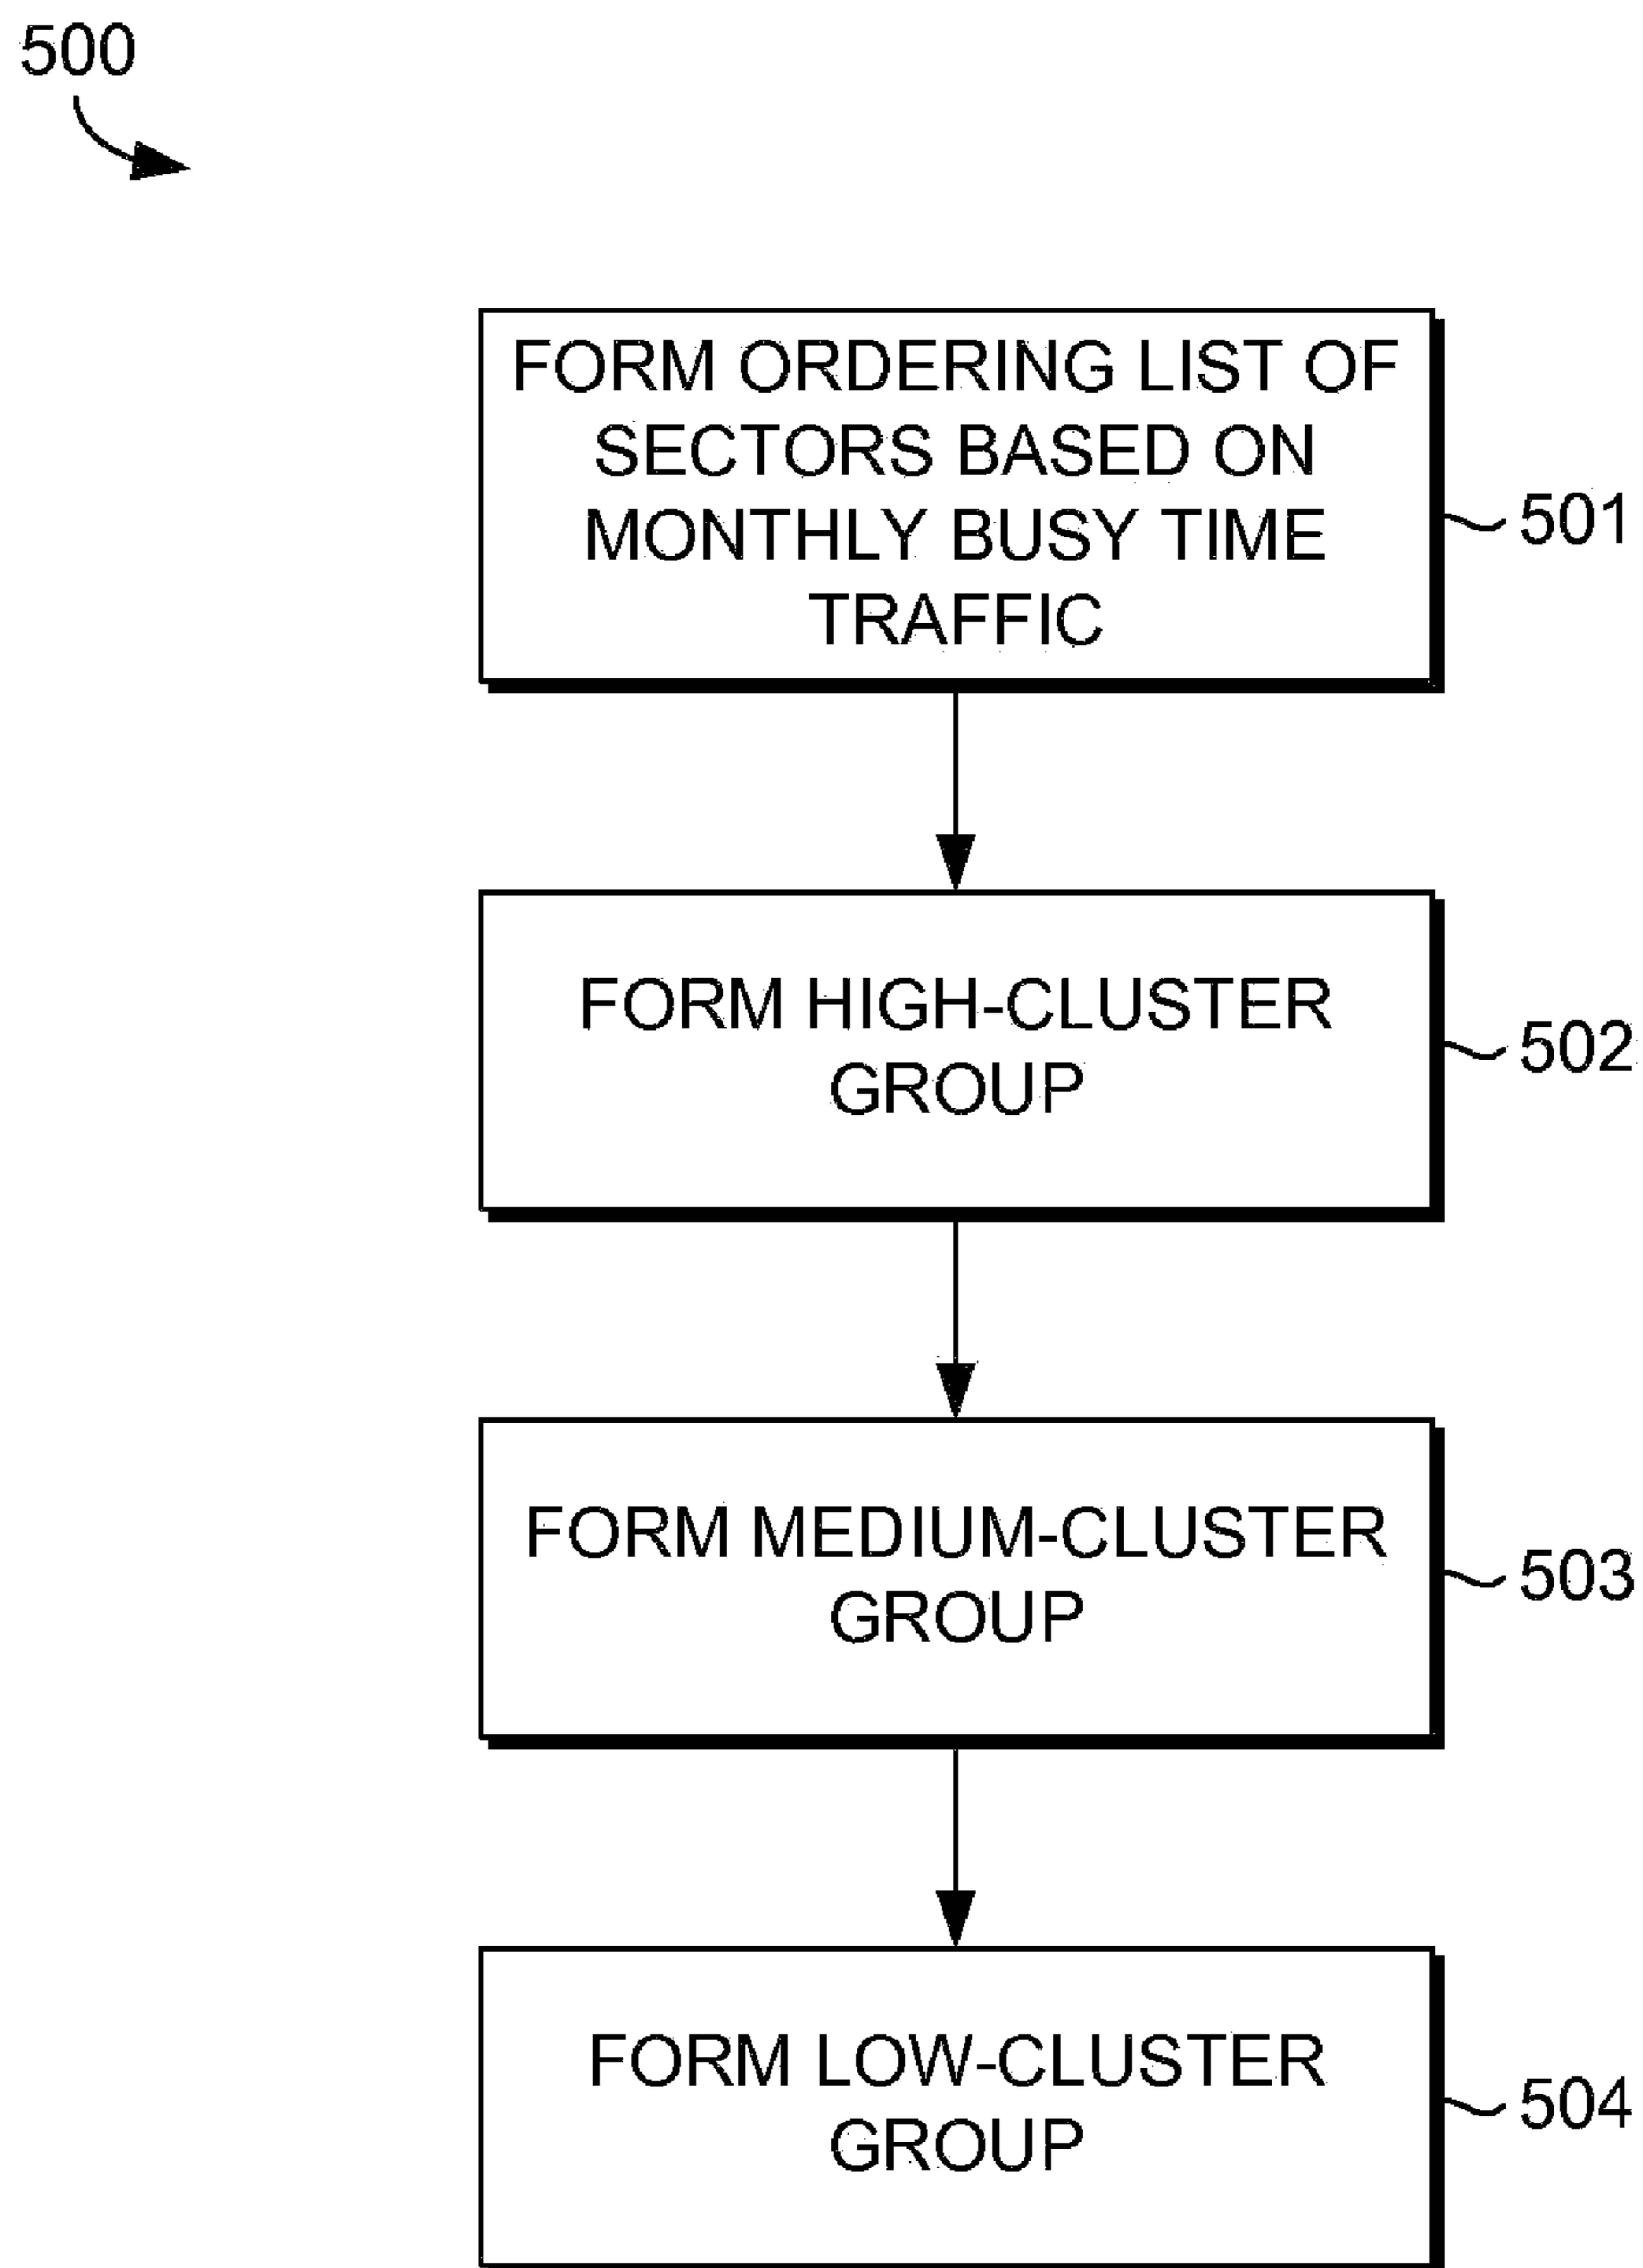 500
FORM ORDERING LIST OF
SECTORS BASED ON
MONTHLY BUSY TIME
TRAFFIC
501
FORM HIGH-CLUSTER
GROUP
502
FORM MEDIUM-CLUSTER
GROUP
503
FORM LOW-CLUSTER
GROUP
504